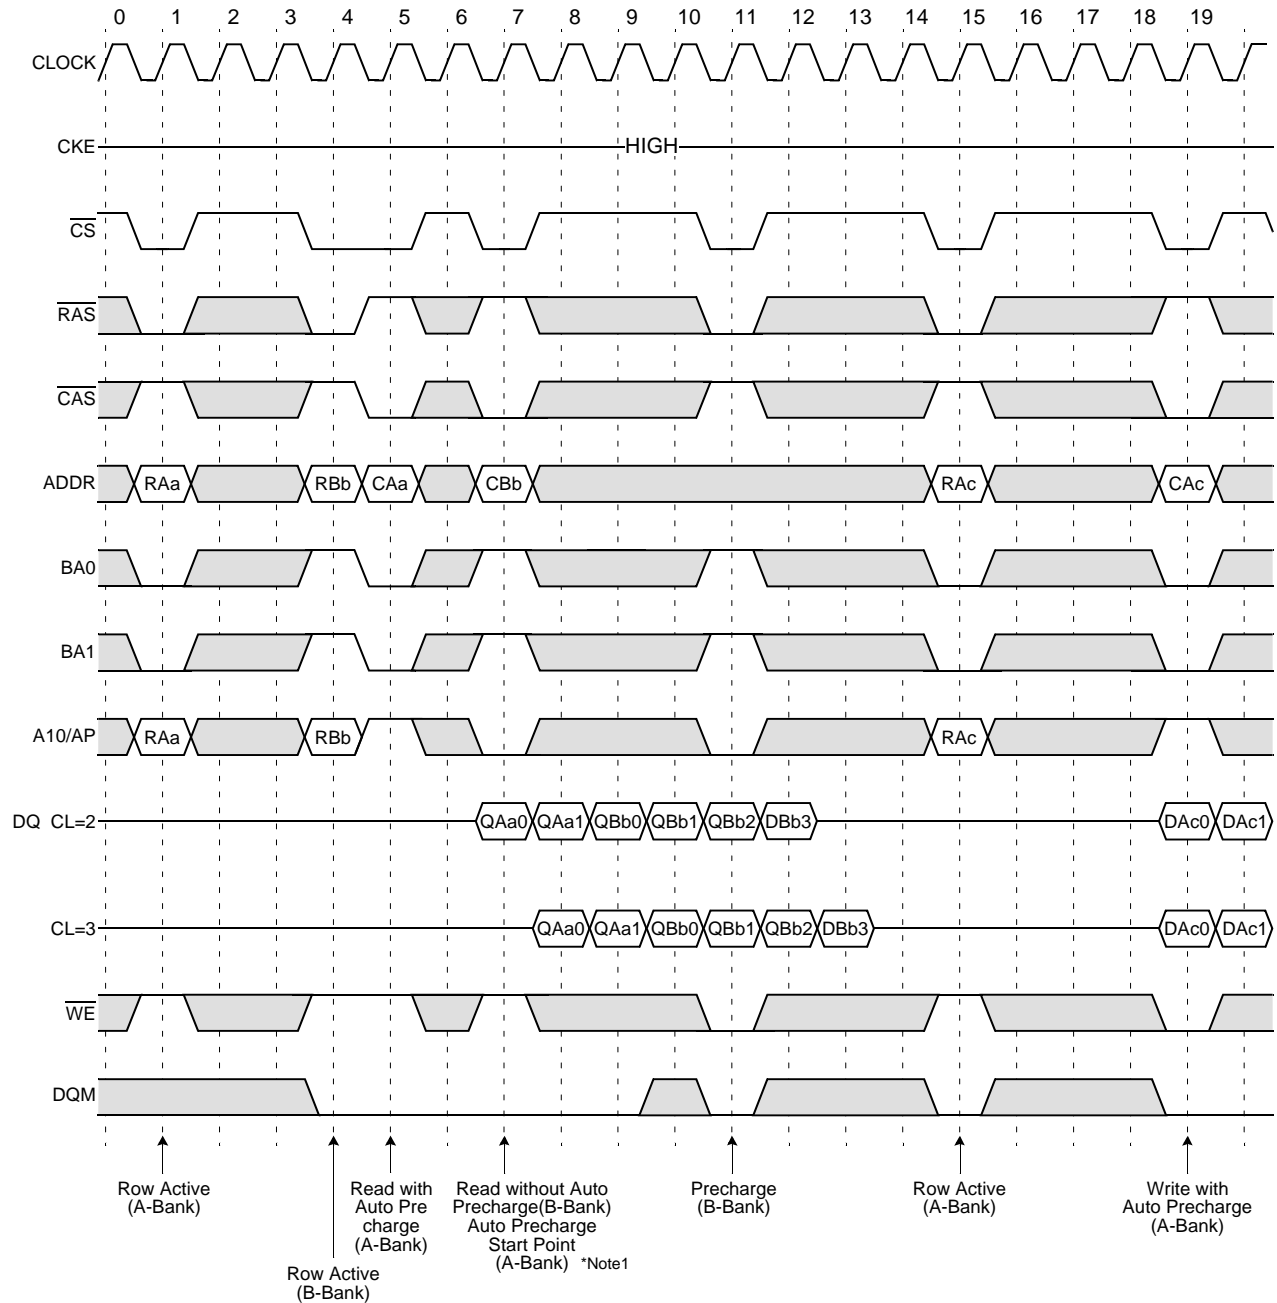 0 1 2 3 4 5 6 7 8 9 10 11 12 13 14 15 16 17 18 19
CLOCK
CKE HIGH
CS
RAS
CAS
ADDR RAa RBb CAa CBb RAc CAc
BA0
BA1
A10/AP RAa RBb RAc
DQ CL=2 QAa0 QAa1 QBb0 QBb1 QBb2 DBb3 DAc0 DAc1
CL=3 QAa0 QAa1 QBb0 QBb1 QBb2 DBb3 DAc0 DAc1
WE
DQM
Row Active
(A-Bank)
Row Active
(B-Bank)
Read with
Auto Pre
charge
(A-Bank)
Read without Auto
Precharge(B-Bank)
Auto Precharge
Start Point
(A-Bank) *Note1
Precharge
(B-Bank)
Row Active
(A-Bank)
Write with
Auto Precharge
(A-Bank)